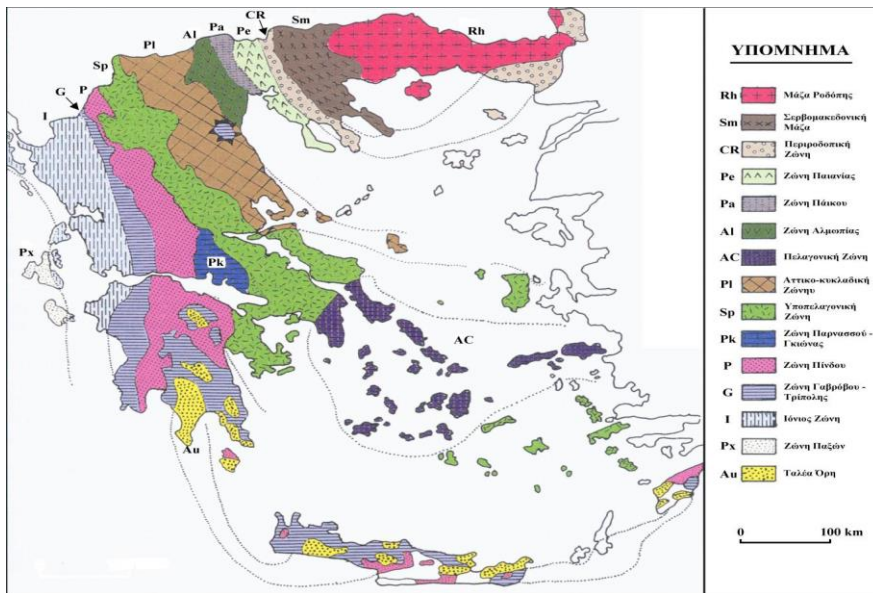 CR
Sm
Pa
Pe
Al
Rh
Pl
Sp
P
G
I
Px
Pk
AC
Au
ΥΠΟΜΝΗΜΑ
Rh Μάζα Ροδόπης
Sm Σερβομακεδονική
Μάζα
CR Περιροδοπική
Ζώνη
Pe Ζώνη Παιανίας
Pa Ζώνη Πάικου
Al Ζώνη Αλμωπίας
AC Πελαγονική Ζώνη
Pl Αττικο-κυκλαδική
Ζώνηυ
Sp Υποπελαγονική
Ζώνη
Pk Ζώνη Παρνασσού -
Γκιώνας
P Ζώνη Πίνδου
G Ζώνη Γαβρόβου -
Τρίπολης
I Ιόνιος Ζώνη
Px Ζώνη Παξών
Au Ταλέα Όρη
0 100 km